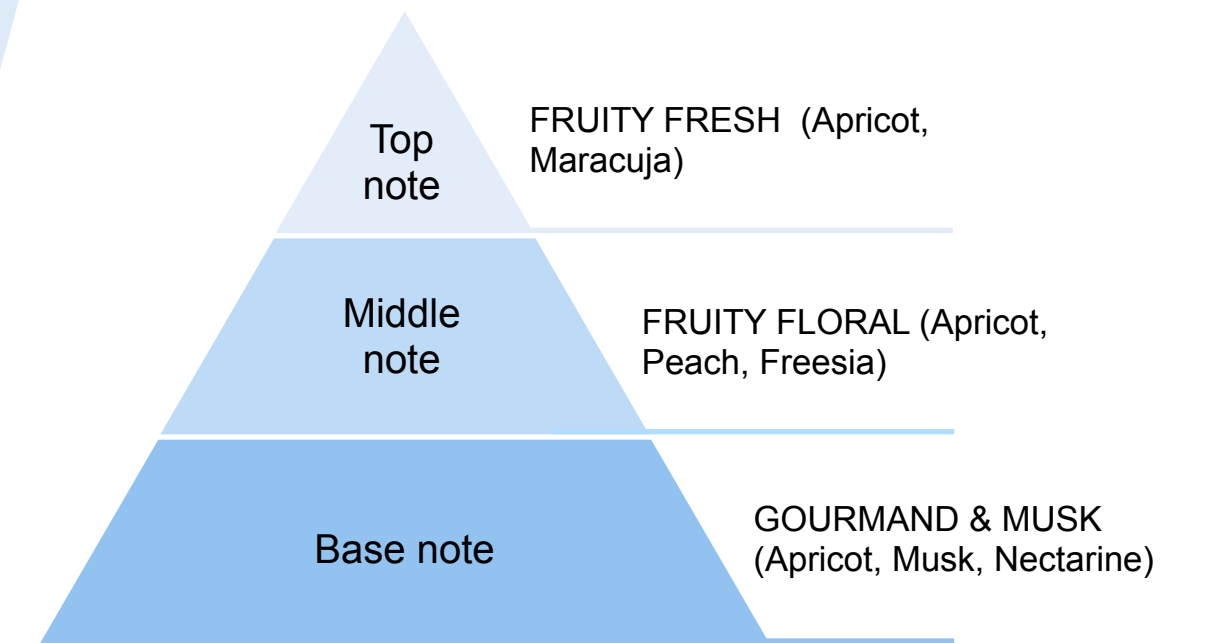 Top
note
FRUITY FRESH  (Apricot,
Maracuja)
Middle
note
FRUITY FLORAL (Apricot,
Peach, Freesia)
Base note
GOURMAND & MUSK
(Apricot, Musk, Nectarine)